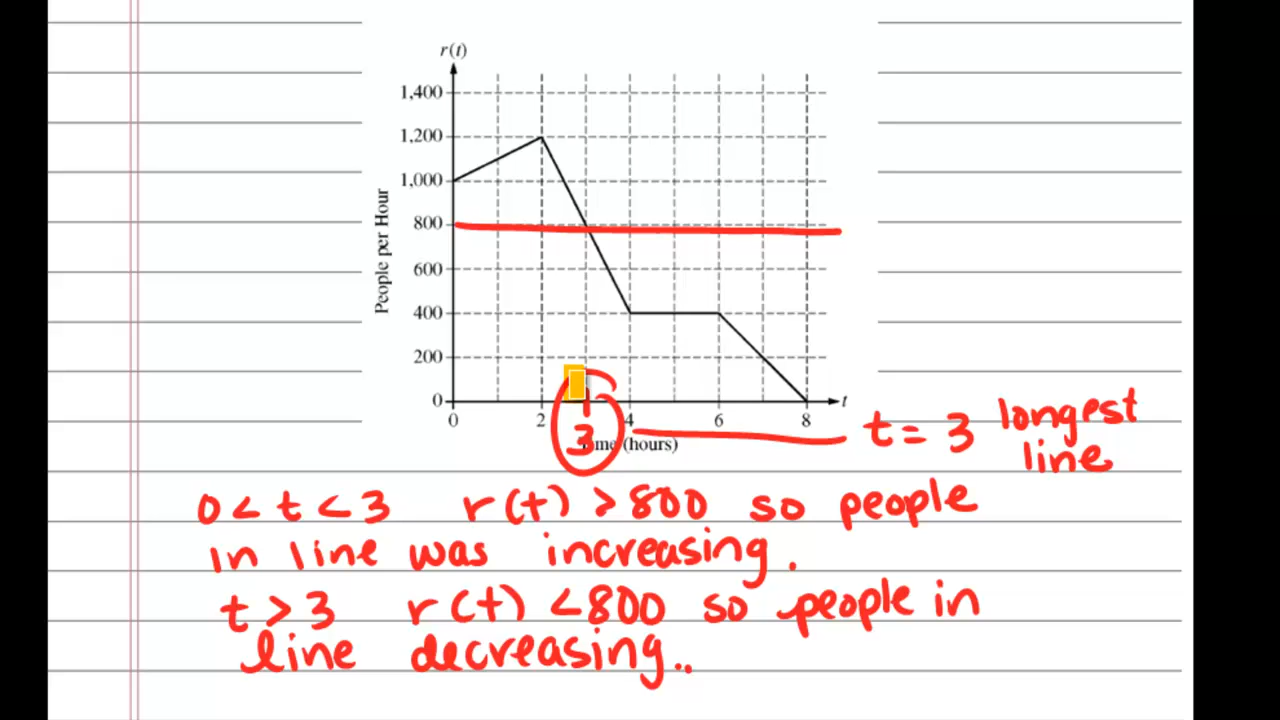 r(t)
1,400
1,200
1,000
800
600
400
200
0
People per Hour
0 2 4 6 8 t
3
(hours)
t = 3 longest
line
0 < t < 3 r(t) > 800 so people
in line was increasing.
t > 3 r(t) < 800 so people in
line decreasing..